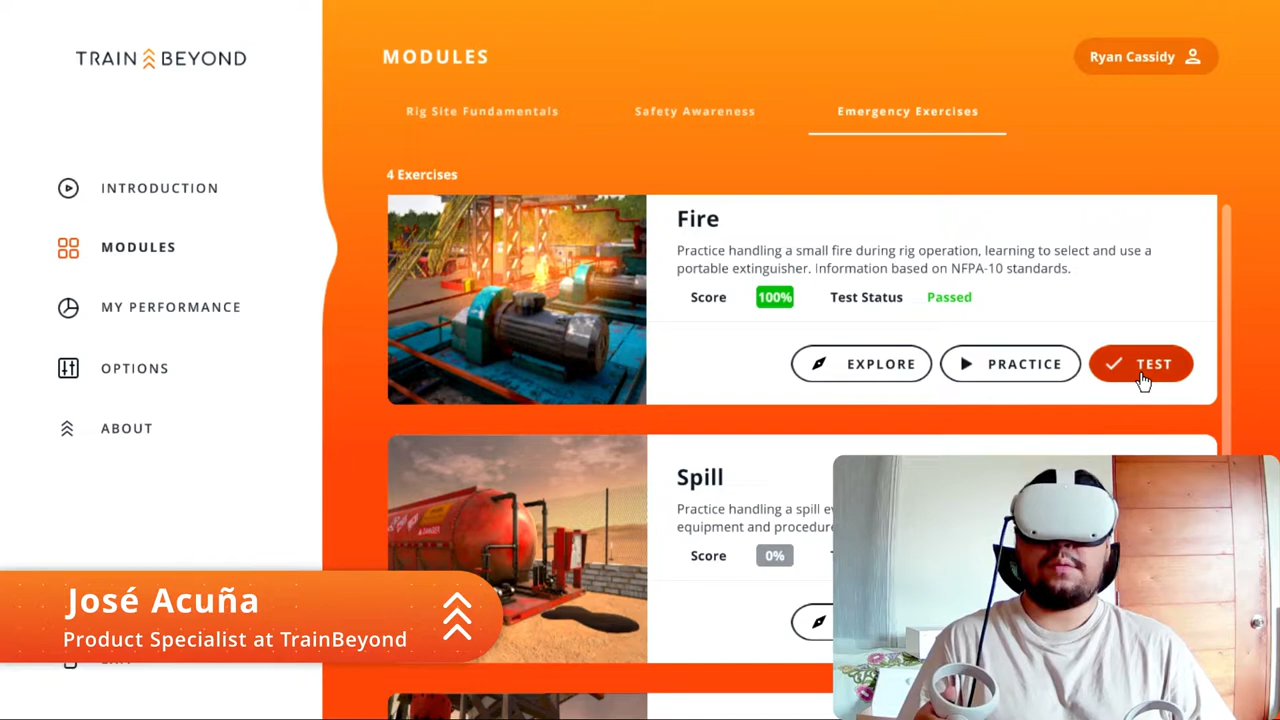 TRAIN BEYOND
MODULES
Ryan Cassidy
Rig Site Fundamentals
Safety Awareness
Emergency Exercises
INTRODUCTION
MODULES
MY PERFORMANCE
OPTIONS
ABOUT
4 Exercises
Fire
Practice handling a small fire during rig operation, learning to select and use a
portable extinguisher. Information based on NFPA-10 standards.
Score 100% Test Status Passed
EXPLORE
PRACTICE
TEST
Spill
Practice handling a spill
equipment and
Score 0%
José Acuña
Product Specialist at TrainBeyond